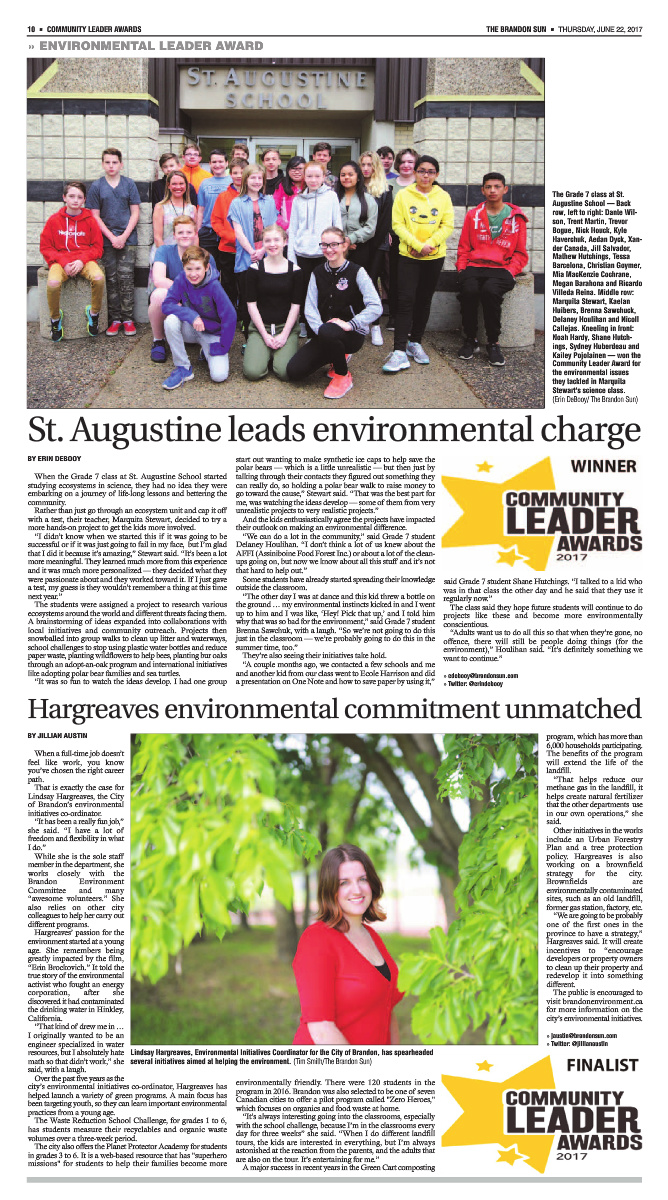 10 ▪ COMMUNITY LEADER AWARDS
THE BRANDON SUN ▪ THURSDAY, JUNE 22, 2017
» ENVIRONMENTAL LEADER AWARD
ST. AUGUSTINE
SCHOOL
The Grade 7 class at St.
Augustine School — Back
row, left to right: Dante Wil-
son, Trent Martin, Trevor
Bogue, Nick Houck, Kyle
Haverchuk, Aedan Dyck, Xan-
der Canada, Jill Salvador,
Mathew Hutchings, Tessa
Barcelona, Christian Goymer,
Mia MacKenzie Cochrane,
Megan Barahona and Ricardo
Villeda Reina. Middle row:
Marquita Stewart, Kaelan
Huibers, Brenna Sawchuck,
Delaney Houlihan and Nicoll
Callejas. Kneeling in front:
Noah Hardy, Shane Hutch-
ings, Sydney Huberdeau and
Kailey Pojolainen — won the
Community Leader Award for
the environmental issues
they tackled in Marquita
Stewart's science class.
(Erin DeBooy/ The Brandon Sun)
St. Augustine leads environmental charge
BY ERIN DEBOOY
When the Grade 7 class at St. Augustine School started
studying ecosystems in science, they had no idea they were
embarking on a journey of life-long lessons and bettering the
community.
Rather than just go through an ecosystem unit and cap it off
with a test, their teacher, Marquita Stewart, decided to try a
more hands-on project to get the kids more involved.
"I didn't know when we started this if it was going to be
successful or if it was just going to fall in my face, but I'm glad
that I did it because it's amazing," Stewart said. "It's been a lot
more meaningful. They learned much more from this experience
and it was much more personalized — they decided what they
were passionate about and they worked toward it. If I just gave
a test, my guess is they wouldn't remember a thing at this time
next year."
The students were assigned a project to research various
ecosystems around the world and different threats facing them.
A brainstorming of ideas expanded into collaborations with
local initiatives and community outreach. Projects then
snowballed into group walks to clean up litter and waterways,
school challenges to stop using plastic water bottles and reduce
paper waste, planting wildflowers to help bees, planting bur oaks
through an adopt-an-oak program and international initiatives
like adopting polar bear families and sea turtles.
"It was so fun to watch the ideas develop. I had one group
start out wanting to make synthetic ice caps to help save the
polar bears — which is a little unrealistic — but then just by
talking through their contacts they figured out something they
can really do, so holding a polar bear walk to raise money to
go toward the cause," Stewart said. "That was the best part for
me, was watching the ideas develop — some of them from very
unrealistic projects to very realistic projects."
And the kids enthusiastically agree the projects have impacted
their outlook on making an environmental difference.
"We can do a lot in the community," said Grade 7 student
Delaney Houlihan. "I don't think a lot of us knew about the
AFFI (Assiniboine Food Forest Inc.) or about a lot of the clean-
ups going on, but now we know about all this stuff and it's not
that hard to help out."
Some students have already started spreading their knowledge
outside the classroom.
"The other day I was at dance and this kid threw a bottle on
the ground … my environmental instincts kicked in and I went
up to him and I was like, 'Hey! Pick that up,' and I told him
why that was so bad for the environment," said Grade 7 student
Brenna Sawchuk, with a laugh. "So we're not going to do this
just in the classroom — we're probably going to do this in the
summer time, too."
They're also seeing their initiatives take hold.
"A couple months ago, we contacted a few schools and me
and another kid from our class went to Ecole Harrison and did
a presentation on One Note and how to save paper by using it,"
WINNER
COMMUNITY
LEADER
AWARDS
2017
said Grade 7 student Shane Hutchings. "I talked to a kid who
was in that class the other day and he said that they use it
regularly now."
The class said they hope future students will continue to do
projects like these and become more environmentally
conscientious.
"Adults want us to do all this so that when they're gone, no
offence, there will still be people doing things (for the
environment)," Houlihan said. "It's definitely something we
want to continue."
» edebooy@brandonsun.com
» Twitter: @erindebooy
Hargreaves environmental commitment unmatched
BY JILLIAN AUSTIN
When a full-time job doesn't
feel like work, you know
you've chosen the right career
path.
That is exactly the case for
Lindsay Hargreaves, the City
of Brandon's environmental
initiatives co-ordinator.
"It has been a really fun job,"
she said. "I have a lot of
freedom and flexibility in what
I do."
While she is the sole staff
member in the department, she
works closely with the
Brandon Environment
Committee and many
"awesome volunteers." She
also relies on other city
colleagues to help her carry out
different programs.
Hargreaves' passion for the
environment started at a young
age. She remembers being
greatly impacted by the film,
"Erin Brockovich." It told the
true story of the environmental
activist who fought an energy
corporation, after she
discovered it had contaminated
the drinking water in Hinkley,
California.
"That kind of drew me in …
I originally wanted to be an
engineer specialized in water
resources, but I absolutely hate
math so that didn't work," she
said, with a laugh.
Over the past five years as the
city's environmental initiatives co-ordinator, Hargreaves has
helped launch a variety of green programs. A main focus has
been targeting youth, so they can learn important environmental
practices from a young age.
The Waste Reduction School Challenge, for grades 1 to 6,
has students measure their recyclables and organic waste
volumes over a three-week period.
The city also offers the Planet Protector Academy for students
in grades 3 to 6. It is a web-based resource that has "superhero
missions" for students to help their families become more
Lindsay Hargreaves, Environmental Initiatives Coordinator for the City of Brandon, has spearheaded
several initiatives aimed at helping the environment. (Tim Smith/The Brandon Sun)
environmentally friendly. There were 120 students in the
program in 2016. Brandon was also selected to be one of seven
Canadian cities to offer a pilot program called "Zero Heroes,"
which focuses on organics and food waste at home.
"It's always interesting going into the classrooms, especially
with the school challenge, because I'm in the classrooms every
day for three weeks" she said. "When I do different landfill
tours, the kids are interested in everything, but I'm always
astonished at the reaction from the parents, and the adults that
are also on the tour. It's entertaining for me."
A major success in recent years in the Green Cart composting
program, which has more than
6,000 households participating.
The benefits of the program
will extend the life of the
landfill.
"That helps reduce our
methane gas in the landfill, it
helps create natural fertilizer
that the other departments use
in our own operations," she
said.
Other initiatives in the works
include an Urban Forestry
Plan and a tree protection
policy. Hargreaves is also
working on a brownfield
strategy for the city.
Brownfields are
environmentally contaminated
sites, such as an old landfill,
former gas station, factory, etc.
"We are going to be probably
one of the first ones in the
province to have a strategy,"
Hargreaves said. It will create
incentives to "encourage
developers or property owners
to clean up their property and
redevelop it into something
different.
The public is encouraged to
visit brandonenvironment.ca
for more information on the
city's environmental initiatives.
» jaustin@brandonsun.com
» Twitter: @jillianaustin
FINALIST
COMMUNITY
LEADER
AWARDS
2017